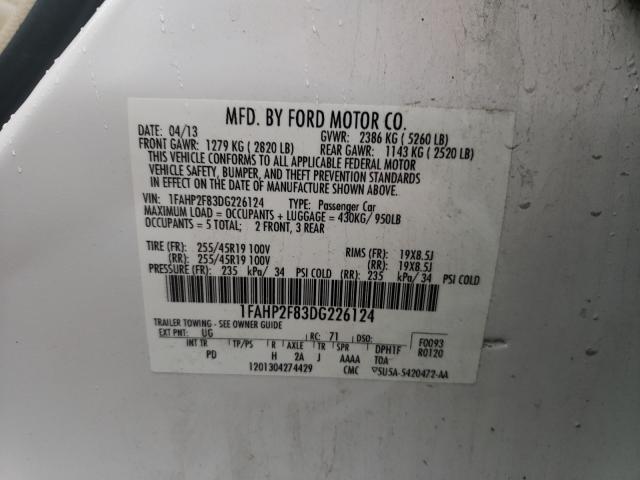 MFD. BY FORD MOTOR CO.
DATE: 04/13 GVWR: 2386 KG ( 5260 LB)
FRONT GAWR: 1279 KG ( 2820 LB) REAR GAWR: 1143 KG ( 2520 LB)
THIS VEHICLE CONFORMS TO ALL APPLICABLE FEDERAL MOTOR
VEHICLE SAFETY, BUMPER, AND THEFT PREVENTION STANDARDS
IN EFFECT ON THE DATE OF MANUFACTURE SHOWN ABOVE.
VIN: 1FAHP2F83DG226124 TYPE: Passenger Car
MAXIMUM LOAD = OCCUPANTS + LUGGAGE = 430KG/ 950LB
OCCUPANTS = 5 TOTAL; 2 FRONT, 3 REAR
TIRE (FR): 255/45R19 100V RIMS (FR): 19X8.5J
(RR): 255/45R19 100V (RR): 19X8.5J
PRESSURE (FR): 235 kPa/ 34 PSI COLD (RR): 235 kPa/ 34 PSI COLD
1FAHP2F83DG226124
TRAILER TOWING - SEE OWNER GUIDE
EXT PNT: UG RC: 71 DSO: F0093
INT TR TP/PS R AXLE TR SPR DPH1F R0120
PD H 2A J AAAA TOA
1201304274429 CMC 5U5A-5420472-AA